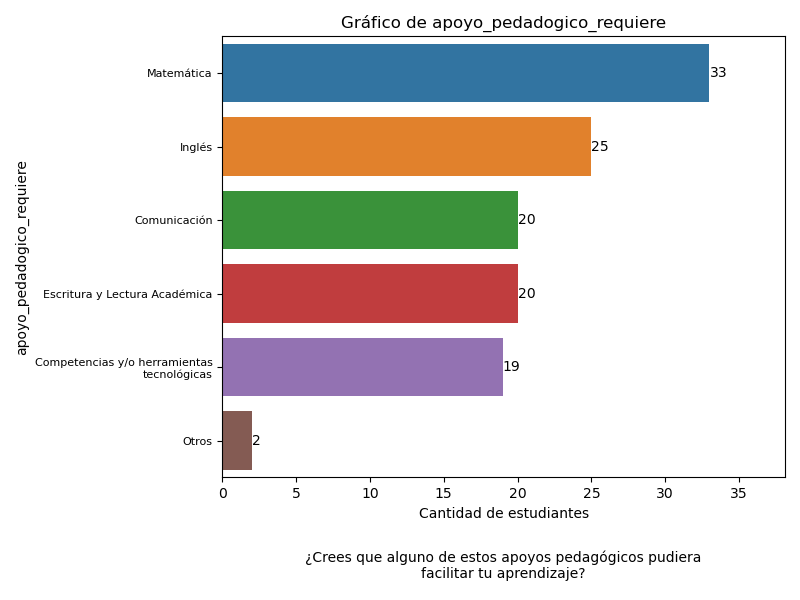 Gráfico de apoyo_pedadogico_requiere
apoyo_pedadogico_requiere
Matemática
33
Inglés
25
Comunicación
20
Escritura y Lectura Académica
20
Competencias y/o herramientas
tecnológicas
19
Otros
2
0 5 10 15 20 25 30 35
Cantidad de estudiantes
¿Crees que alguno de estos apoyos pedagógicos pudiera
facilitar tu aprendizaje?